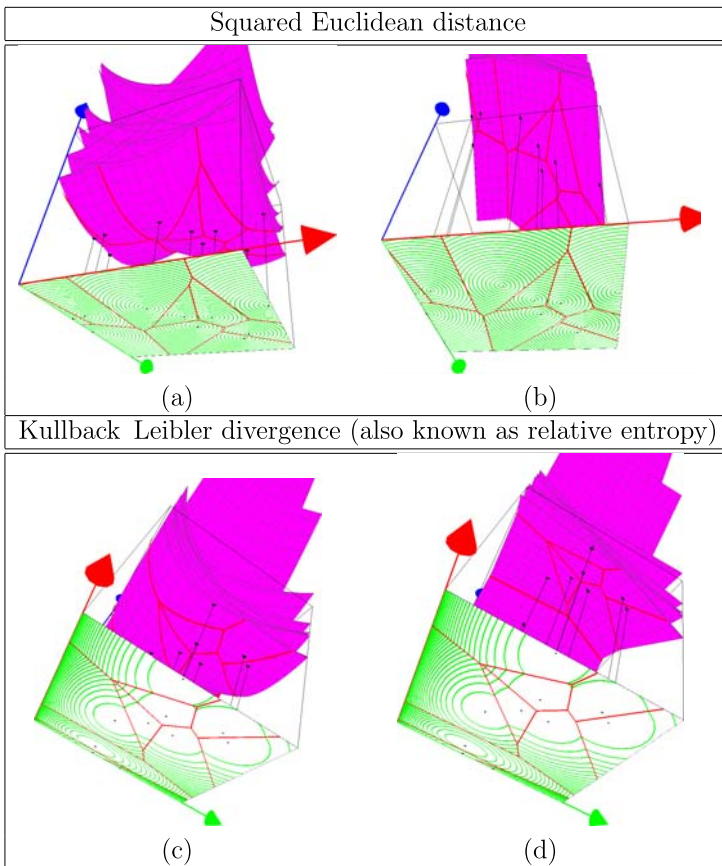 Squared Euclidean distance
(a) (b)
Kullback Leibler divergence (also known as relative entropy)
(c) (d)